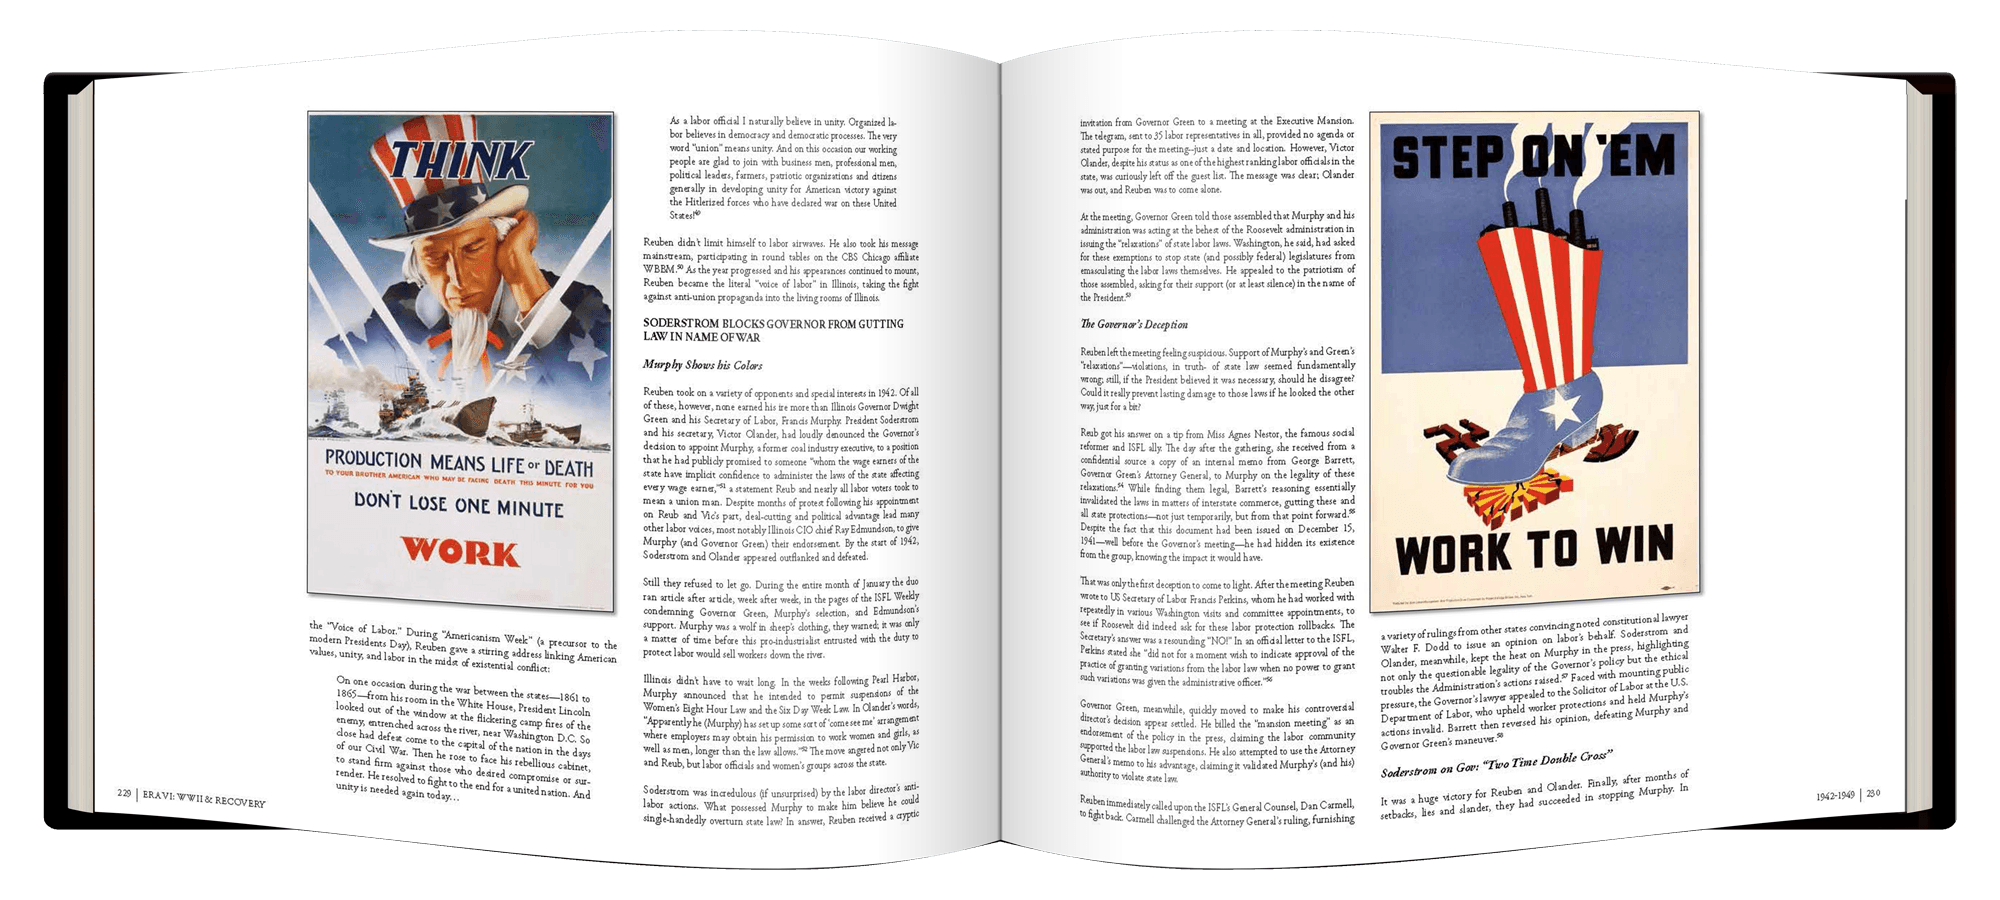 THINK
PRODUCTION MEANS LIFE or DEATH
TO YOUR BROTHER AMERICAN WHO MAY BE FACING DEATH THIS MINUTE FOR YOU
DON'T LOSE ONE MINUTE
WORK
the "Voice of Labor." During "Americanism Week" (a precursor to the
modern Presidents Day), Reuben gave a stirring address linking American
values, unity, and labor in the midst of existential conflict:
On one occasion during the war between the states—1861 to
1865—from his room in the White House, President Lincoln
looked out of the window at the flickering camp fires of the
enemy, entrenched across the river, near Washington D.C. So
close had defeat come to the capital of the nation in the days
of our Civil War. Then he rose to face his rebellious cabinet,
to stand firm against those who desired compromise or sur-
render. He resolved to fight to the end for a united nation. And
unity is needed again today…
229 | ERA VI: WWII & RECOVERY
As a labor official I naturally believe in unity. Organized la-
bor believes in democracy and democratic processes. The very
word "union" means unity. And on this occasion our working
people are glad to join with business men, professional men,
political leaders, farmers, patriotic organizations and citizens
generally in developing unity for American victory against
the Hitlerized forces who have declared war on these United
States!49
Reuben didn't limit himself to labor airwaves. He also took his message
mainstream, participating in round tables on the CBS Chicago affiliate
WBBM.50 As the year progressed and his appearances continued to mount,
Reuben became the literal "voice of labor" in Illinois, taking the fight
against anti-union propaganda into the living rooms of Illinois.
SODERSTROM BLOCKS GOVERNOR FROM GUTTING
LAW IN NAME OF WAR
Murphy Shows his Colors
Reuben took on a variety of opponents and special interests in 1942. Of all
of these, however, none earned his ire more than Illinois Governor Dwight
Green and his Secretary of Labor, Francis Murphy. President Soderstrom
and his secretary, Victor Olander, had loudly denounced the Governor's
decision to appoint Murphy, a former coal industry executive, to a position
that he had publicly promised to someone "whom the wage earners of the
state have implicit confidence to administer the laws of the state affecting
every wage earner,"51 a statement Reub and nearly all labor voters took to
mean a union man. Despite months of protest following his appointment
on Reub and Vic's part, deal-cutting and political advantage lead many
other labor voices, most notably Illinois CIO chief Ray Edmundson, to give
Murphy (and Governor Green) their endorsement. By the start of 1942,
Soderstrom and Olander appeared outflanked and defeated.
Still they refused to let go. During the entire month of January the duo
ran article after article, week after week, in the pages of the ISFL Weekly
condemning Governor Green, Murphy's selection, and Edmundson's
support. Murphy was a wolf in sheep's clothing, they warned; it was only
a matter of time before this pro-industrialist entrusted with the duty to
protect labor would sell workers down the river.
Illinois didn't have to wait long. In the weeks following Pearl Harbor,
Murphy announced that he intended to permit suspensions of the
Women's Eight Hour Law and the Six Day Week Law. In Olander's words,
"Apparently he (Murphy) has set up some sort of 'come see me' arrangement
where employers may obtain his permission to work women and girls, as
well as men, longer than the law allows."52 The move angered not only Vic
and Reub, but labor officials and women's groups across the state.
Soderstrom was incredulous (if unsurprised) by the labor director's anti-
labor actions. What possessed Murphy to make him believe he could
single-handedly overturn state law? In answer, Reuben received a cryptic
invitation from Governor Green to a meeting at the Executive Mansion.
The telegram, sent to 35 labor representatives in all, provided no agenda or
stated purpose for the meeting—just a date and location. However, Victor
Olander, despite his status as one of the highest ranking labor officials in the
state, was curiously left off the guest list. The message was clear; Olander
was out, and Reuben was to come alone.
At the meeting, Governor Green told those assembled that Murphy and his
administration was acting at the behest of the Roosevelt administration in
issuing the "relaxations" of state labor laws. Washington, he said, had asked
for these exemptions to stop state (and possibly federal) legislatures from
emasculating the labor laws themselves. He appealed to the patriotism of
those assembled, asking for their support (or at least silence) in the name of
the President.53
The Governor's Deception
Reuben left the meeting feeling suspicious. Support of Murphy's and Green's
"relaxations"—violations, in truth- of state law seemed fundamentally
wrong; still, if the President believed it was necessary, should he disagree?
Could it really prevent lasting damage to those laws if he looked the other
way, just for a bit?
Reub got his answer on a tip from Miss Agnes Nestor, the famous social
reformer and ISFL ally. The day after the gathering, she received from a
confidential source a copy of an internal memo from George Barrett,
Governor Green's Attorney General, to Murphy on the legality of these
relaxations.54 While finding them legal, Barrett's reasoning essentially
invalidated the laws in matters of interstate commerce, gutting these and
all state protections—not just temporarily, but from that point forward.55
Despite the fact that this document had been issued on December 15,
1941—well before the Governor's meeting—he had hidden its existence
from the group, knowing the impact it would have.
That was only the first deception to come to light. After the meeting Reuben
wrote to US Secretary of Labor Francis Perkins, whom he had worked with
repeatedly in various Washington visits and committee appointments, to
see if Roosevelt did indeed ask for these labor protection rollbacks. The
Secretary's answer was a resounding "NO!" In an official letter to the ISFL,
Perkins stated she "did not for a moment wish to indicate approval of the
practice of granting variations from the labor law when no power to grant
such variations was given the administrative officer."56
Governor Green, meanwhile, quickly moved to make his controversial
director's decision appear settled. He billed the "mansion meeting" as an
endorsement of the policy in the press, claiming the labor community
supported the labor law suspensions. He also attempted to use the Attorney
General's memo to his advantage, claiming it validated Murphy's (and his)
authority to violate state law.
Reuben immediately called upon the ISFL's General Counsel, Dan Carmell,
to fight back. Carmell challenged the Attorney General's ruling, furnishing
STEP ON 'EM
WORK TO WIN
a variety of rulings from other states convincing noted constitutional lawyer
Walter F. Dodd to issue an opinion on labor's behalf. Soderstrom and
Olander, meanwhile, kept the heat on Murphy in the press, highlighting
not only the questionable legality of the Governor's policy but the ethical
troubles the Administration's actions raised.57 Faced with mounting public
pressure, the Governor's lawyer appealed to the Solicitor of Labor at the U.S.
Department of Labor, who upheld worker protections and held Murphy's
actions invalid. Barrett then reversed his opinion, defeating Murphy and
Governor Green's maneuver.58
Soderstrom on Gov: "Two Time Double Cross"
It was a huge victory for Reuben and Olander. Finally, after months of
setbacks, lies and slander, they had succeeded in stopping Murphy. In
1942-1949 | 230